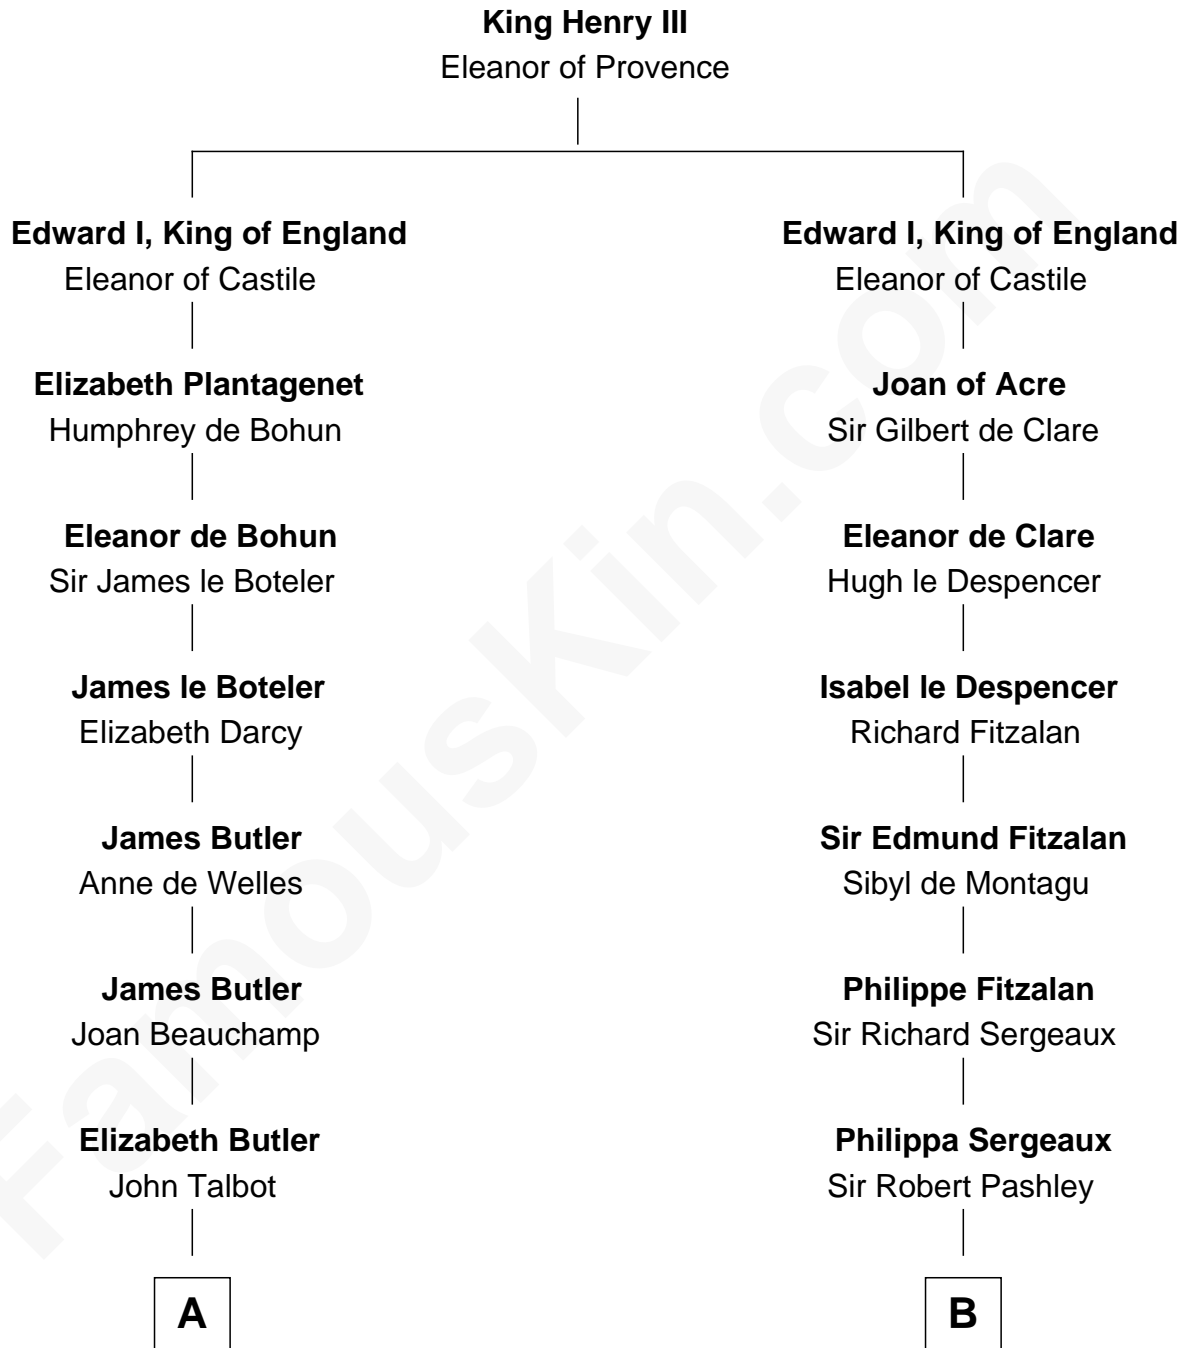 King Henry III
Eleanor of Provence
Edward I, King of England
Eleanor of Castile
Edward I, King of England
Eleanor of Castile
Elizabeth Plantagenet
Humphrey de Bohun
Joan of Acre
Sir Gilbert de Clare
Eleanor de Bohun
Sir James le Boteler
Eleanor de Clare
Hugh le Despencer
James le Boteler
Elizabeth Darcy
Isabel le Despencer
Richard Fitzalan
James Butler
Anne de Welles
Sir Edmund Fitzalan
Sibyl de Montagu
James Butler
Joan Beauchamp
Philippe Fitzalan
Sir Richard Sergeaux
Elizabeth Butler
John Talbot
Philippa Sergeaux
Sir Robert Pashley
A
B
FamousKin.com